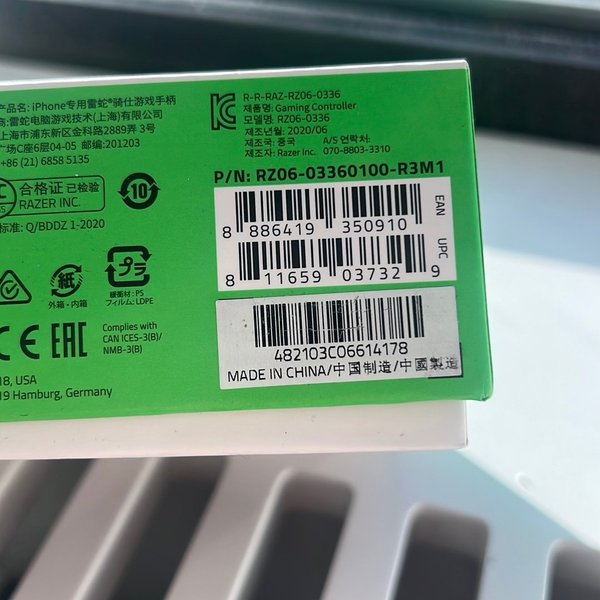 产品名: iPhone专用雷蛇®骑仕游戏手柄
商:雷蛇电脑游戏技术(上海)有限公司
上海市浦东新区金科路2889弄 3号
广场C座6层04-05 邮编:201203
+86 (21) 6858 5135
合格证 已检验
RAZER INC.
10
标准: Q/BDDZ 1-2020
R-R-RAZ-RZ06-0336
제품명: Gaming Controller
모델명: RZ06-0336
제조년월: 2020/06
제조국: 중국 A/S 연락처:
제조자: Razer Inc. 070-8803-3310
P/N: RZ06-03360100-R3M1
8 886419 350910
EAN
8 11659 03732 9
UPC
紙
外箱・内箱
プラ
緩衝材: PS
フィルム: LDPE
CE EAC
Complies with
CAN ICES-3(B)/
NMB-3(B)
482103C06614178
MADE IN CHINA/中国制造/中國製造
18, USA
19 Hamburg, Germany